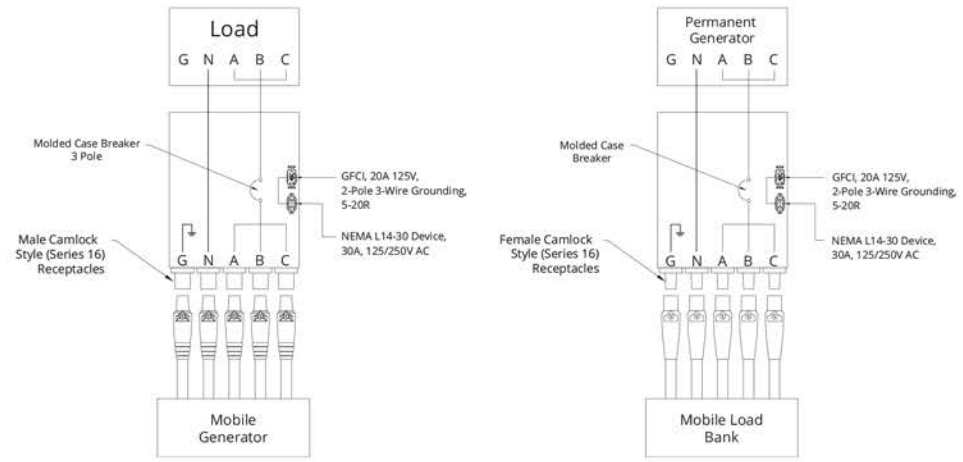 Load
G N A B C
Molded Case Breaker
3 Pole
GFCI, 20A 125V,
2-Pole 3-Wire Grounding,
5-20R
NEMA L14-30 Device,
30A, 125/250V AC
Male Camlock
Style (Series 16)
Receptacles
G N A B C
Mobile
Generator
Permanent
Generator
G N A B C
Molded Case
Breaker
GFCI, 20A 125V,
2-Pole 3-Wire Grounding,
5-20R
NEMA L14-30 Device,
30A, 125/250V AC
Female Camlock
Style (Series 16)
Receptacles
G N A B C
Mobile Load
Bank